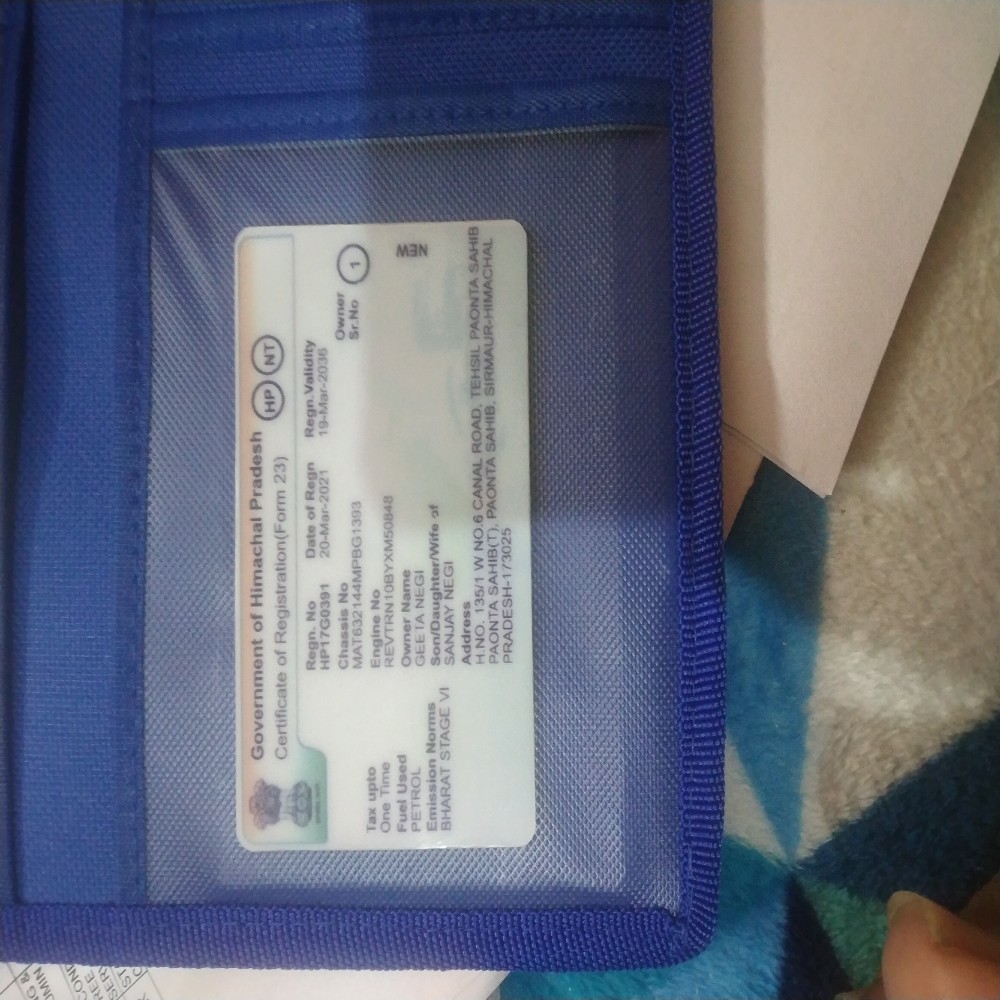 Government of Himachal Pradesh
Certificate of Registration(Form 23)
HP NT
Regn. No Date of Regn Regn.Validity
HP17G0391 20-Mar-2021 19-Mar-2036
Chassis No
MAT632144MPBG1393
Owner
Sr.No 1
Engine No
REVTRN10BYXM50848
NEW
Owner Name
GEETA NEGI
Son/Daughter/Wife of
SANJAY NEGI
Tax upto
One Time
Fuel Used
PETROL
Emission Norms
BHARAT STAGE VI
Address
H.NO. 135/1 W NO.6 CANAL ROAD, TEHSIL PAONTA SAHIB
PAONTA SAHIB(T), PAONTA SAHIB, SIRMAUR-HIMACHAL
PRADESH-173025